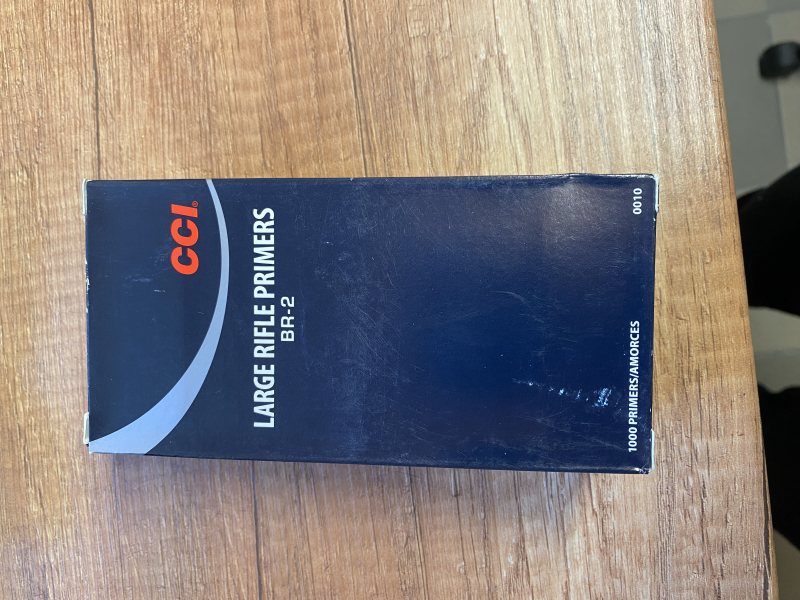 CCI®
LARGE RIFLE PRIMERS
BR-2
1000 PRIMERS/AMORCES
0010